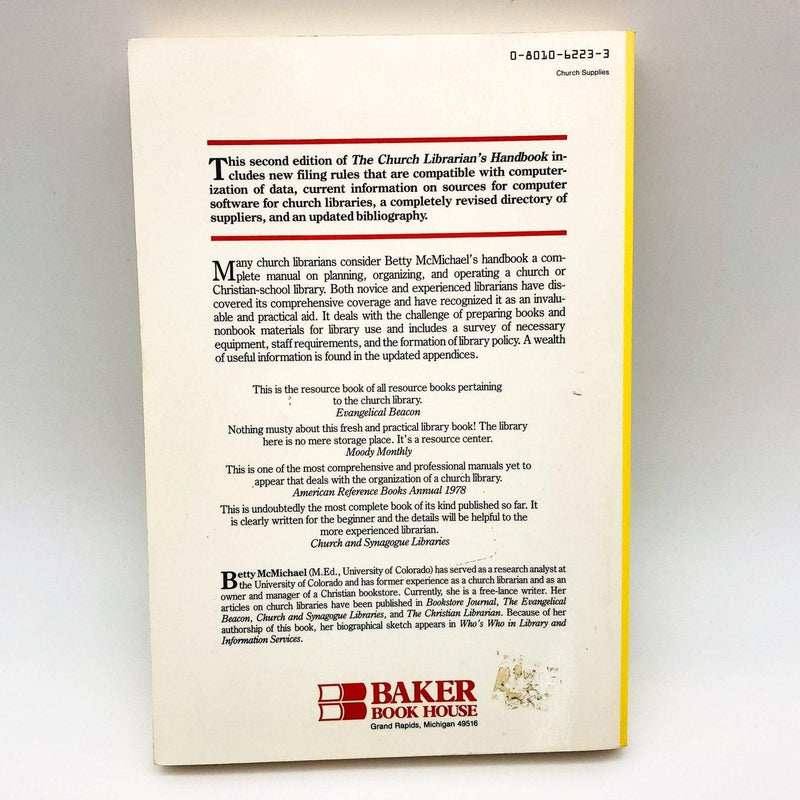 0-8010-6223-3
Church Supplies
This second edition of The Church Librarian's Handbook in-
cludes new filing rules that are compatible with computer-
ization of data, current information on sources for computer
software for church libraries, a completely revised directory of
suppliers, and an updated bibliography.
Many church librarians consider Betty McMichael's handbook a com-
plete manual on planning, organizing, and operating a church or
Christian-school library. Both novice and experienced librarians have dis-
covered its comprehensive coverage and have recognized it as an invalu-
able and practical aid. It deals with the challenge of preparing books and
nonbook materials for library use and includes a survey of necessary
equipment, staff requirements, and the formation of library policy. A wealth
of useful information is found in the updated appendices.
This is the resource book of all resource books pertaining
to the church library.
Evangelical Beacon
Nothing musty about this fresh and practical library book! The library
here is no mere storage place. It's a resource center.
Moody Monthly
This is one of the most comprehensive and professional manuals yet to
appear that deals with the organization of a church library.
American Reference Books Annual 1978
This is undoubtedly the most complete book of its kind published so far. It
is clearly written for the beginner and the details will be helpful to the
more experienced librarian.
Church and Synagogue Libraries
Betty McMichael (M.Ed., University of Colorado) has served as a research analyst at
the University of Colorado and has former experience as a church librarian and as an
owner and manager of a Christian bookstore. Currently, she is a free-lance writer. Her
articles on church libraries have been published in Bookstore Journal, The Evangelical
Beacon, Church and Synagogue Libraries, and The Christian Librarian. Because of her
authorship of this book, her biographical sketch appears in Who's Who in Library and
Information Services.
BAKER
BOOK HOUSE
Grand Rapids, Michigan 49516